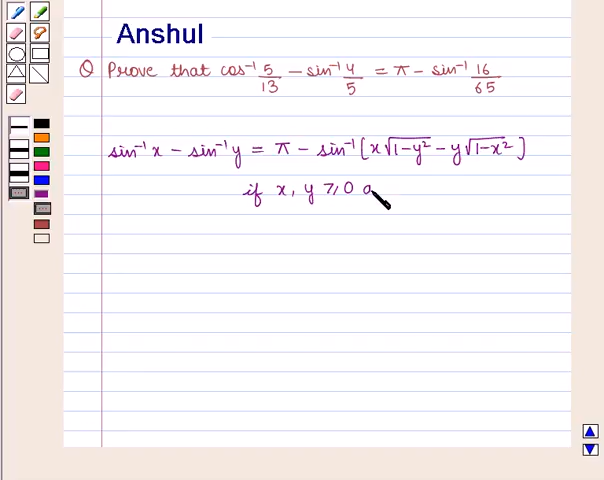 Anshul
Q Prove that cos⁻¹ 5/13 − sin⁻¹ 4/5 = π − sin⁻¹ 16/65
sin⁻¹ x − sin⁻¹ y = π − sin⁻¹ [x√1−y² − y√1−x²]
if x, y ≥ 0 a